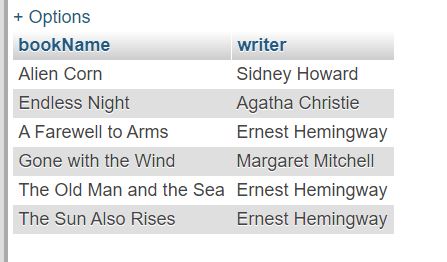 + Options
bookName writer
Alien Corn Sidney Howard
Endless Night Agatha Christie
A Farewell to Arms Ernest Hemingway
Gone with the Wind Margaret Mitchell
The Old Man and the Sea Ernest Hemingway
The Sun Also Rises Ernest Hemingway